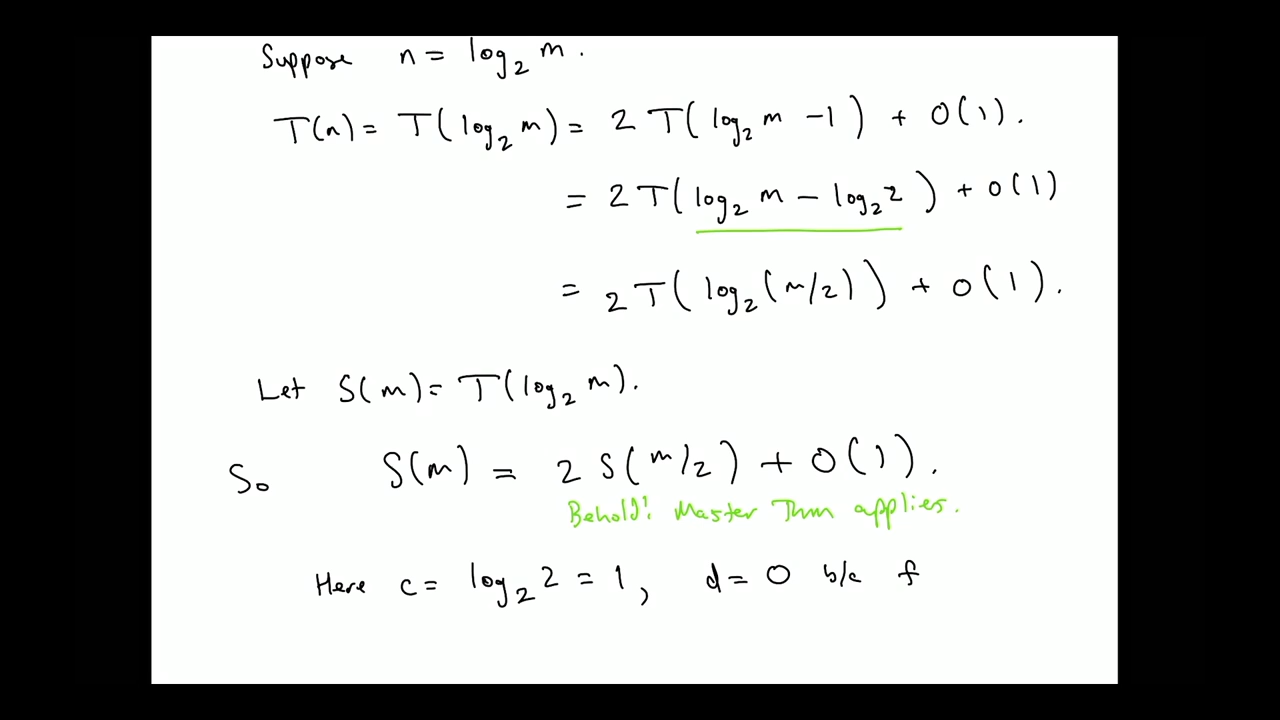 Suppose n = log₂ m .
T(n) = T(log₂ m) = 2 T(log₂ m - 1) + O(1).
= 2 T(log₂ m - log₂ 2) + O(1)
= 2 T(log₂ (m/2)) + O(1).
Let S(m) = T(log₂ m).
So S(m) = 2 S(m/2) + O(1).
Behold! Master Thm applies.
Here c = log₂ 2 = 1, d = 0 b/c f